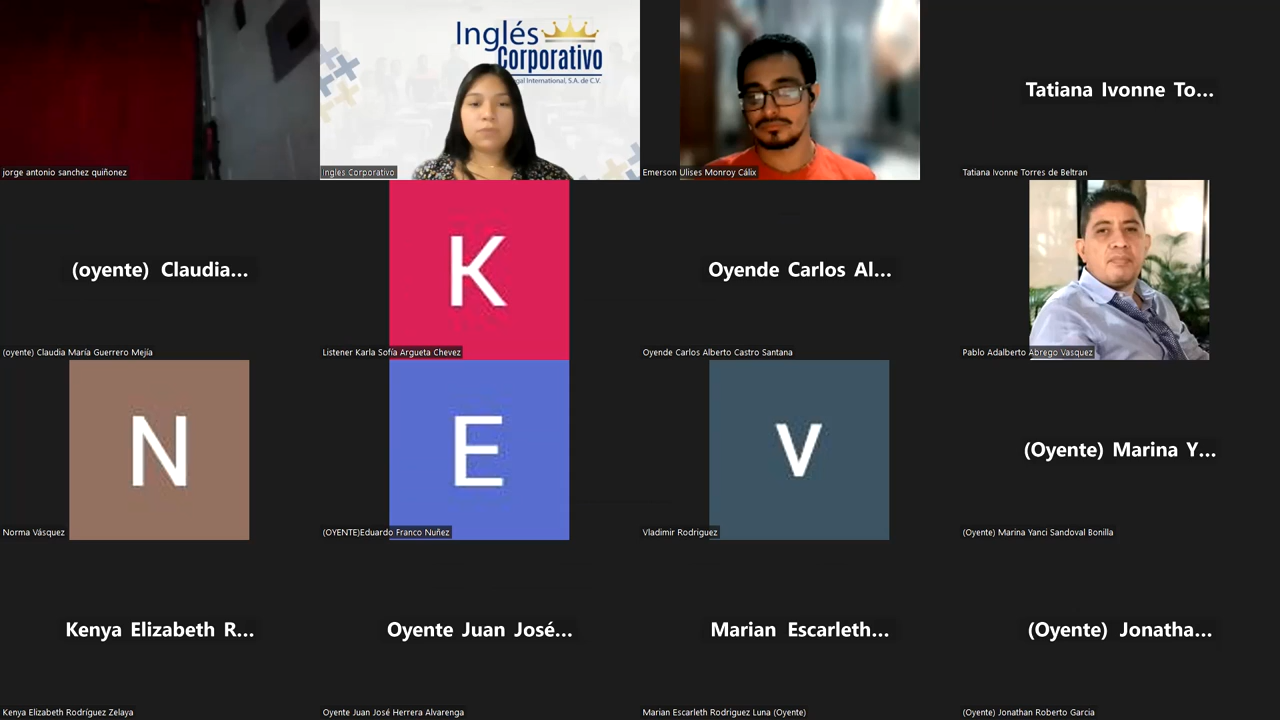 jorge antonio sanchez quiñonez
Inglés
Corporativo
gal International, S.A. de C.V.
Inglés Corporativo
Emerson Ulises Monroy Cálix
Tatiana Ivonne To...
Tatiana Ivonne Torres de Beltran
(oyente) Claudia...
(oyente) Claudia María Guerrero Mejía
K
Listener Karla Sofía Argueta Chevez
Oyende Carlos Al...
Oyende Carlos Alberto Castro Santana
Pablo Adalberto Abrego Vasquez
N
Norma Vásquez
E
(OYENTE)Eduardo Franco Nuñez
V
Vladimir Rodriguez
(Oyente) Marina Y...
(Oyente) Marina Yanci Sandoval Bonilla
Kenya Elizabeth R...
Kenya Elizabeth Rodríguez Zelaya
Oyente Juan José...
Oyente Juan José Herrera Alvarenga
Marian Escarleth...
Marian Escarleth Rodriguez Luna (Oyente)
(Oyente) Jonatha...
(Oyente) Jonathan Roberto Garcia